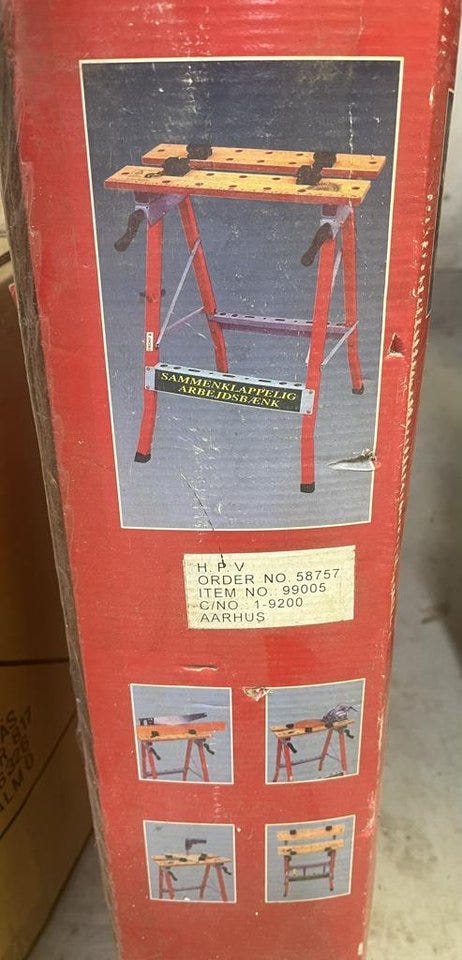 SAMMENKLAPPELIG
ARBEJDSBÆNK
H.P.V
ORDER NO. 58757
ITEM NO.: 99005
C/NO.: 1-9200
AARHUS